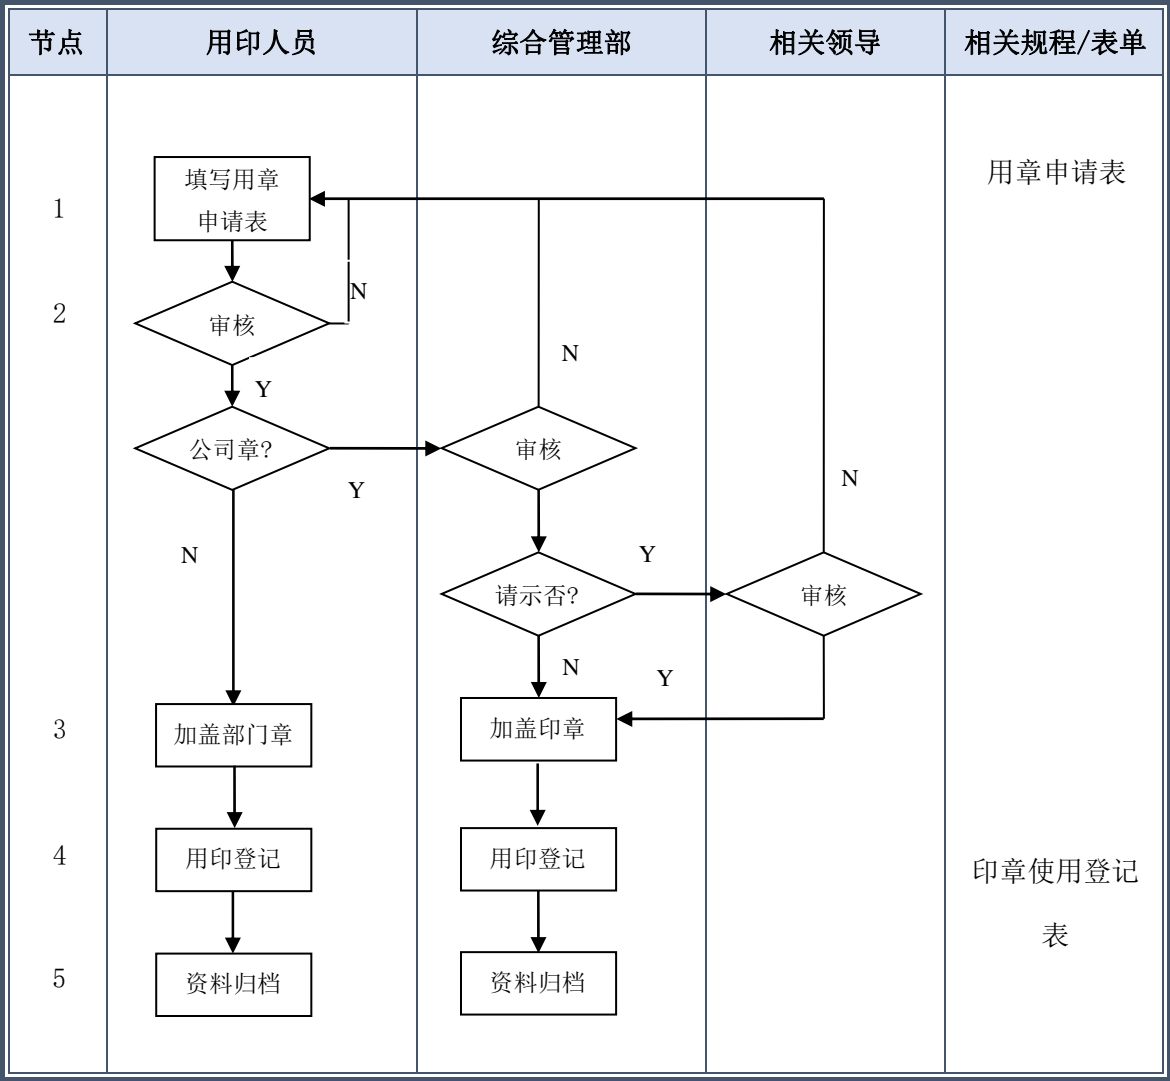 节点
用印人员
综合管理部
相关领导
相关规程/表单
用章申请表
填写用章
申请表
1
N
2
审核
N
Y
公司章?
审核
Y
N
N
Y
请示否?
审核
N
Y
3
加盖部门章
加盖印章
4
用印登记
用印登记
印章使用登记
表
5
资料归档
资料归档